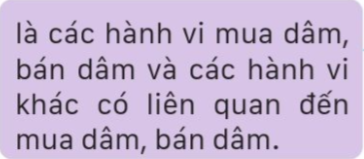 là các hành vi mua dâm,
bán dâm và các hành vi
khác có liên quan đến
mua dâm, bán dâm.